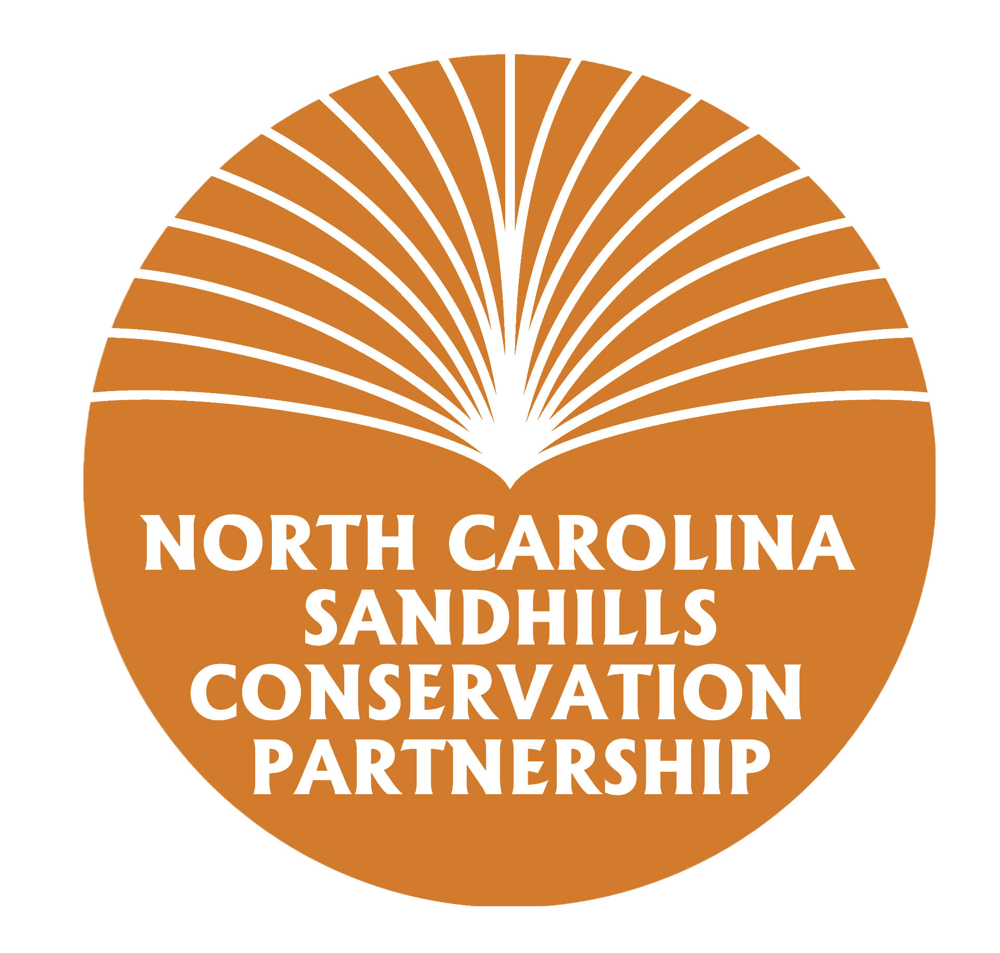 NORTH CAROLINA
SANDHILLS
CONSERVATION
PARTNERSHIP